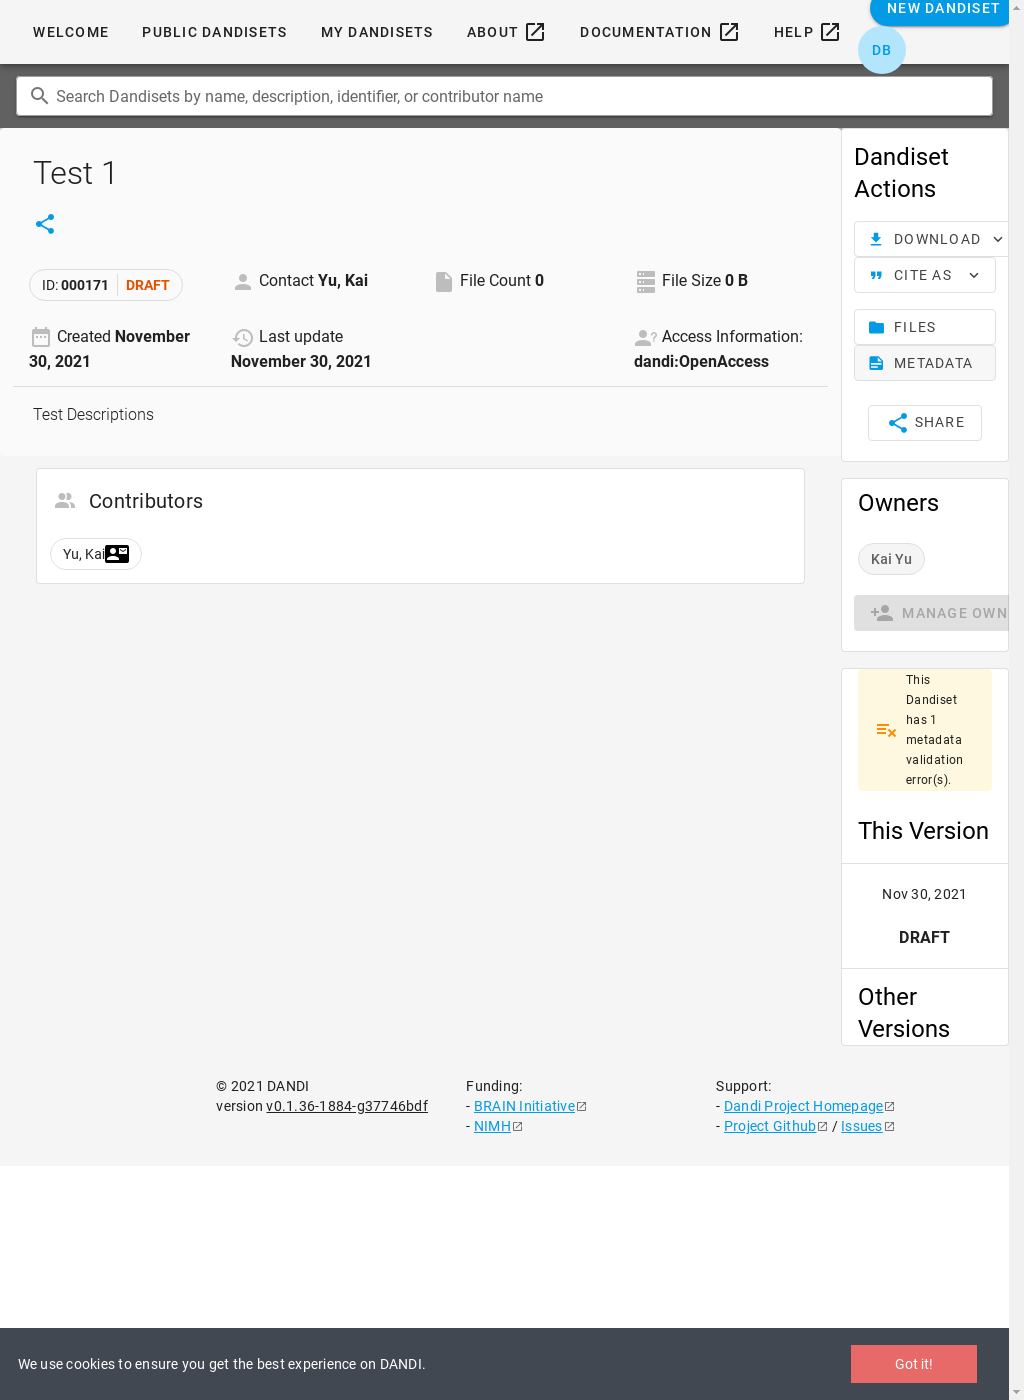 WELCOME
PUBLIC DANDISETS
MY DANDISETS
ABOUT
DOCUMENTATION
HELP
NEW DANDISET
DB
Search Dandisets by name, description, identifier, or contributor name
Test 1
ID: 000171 DRAFT
Contact Yu, Kai
File Count 0
File Size 0 B
Created November
30, 2021
Last update
November 30, 2021
Access Information:
dandi:OpenAccess
Test Descriptions
Contributors
Yu, Kai
Dandiset
Actions
DOWNLOAD
CITE AS
FILES
METADATA
SHARE
Owners
Kai Yu
MANAGE OWN
This
Dandiset
has 1
metadata
validation
error(s).
This Version
Nov 30, 2021
DRAFT
Other
Versions
© 2021 DANDI
version v0.1.36-1884-g37746bdf
Funding:
- BRAIN Initiative
- NIMH
Support:
- Dandi Project Homepage
- Project Github / Issues
We use cookies to ensure you get the best experience on DANDI.
Got it!